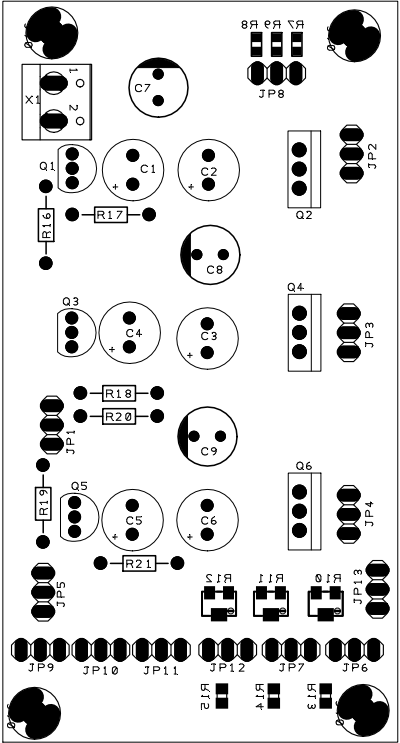 R8 R9 R7
JP8
X1
1
2
C7
Q1
C1
+
C2
+
Q2
JP2
R16
R17
C8
Q3
C4
+
C3
+
Q4
JP3
R18
R20
JP1
C9
R19
Q5
C5
+
C6
+
Q6
JP4
R21
JP5
R12 R11 R10
JP13
JP9 JP10 JP11 JP12 JP7 JP6
R15 R14 R13